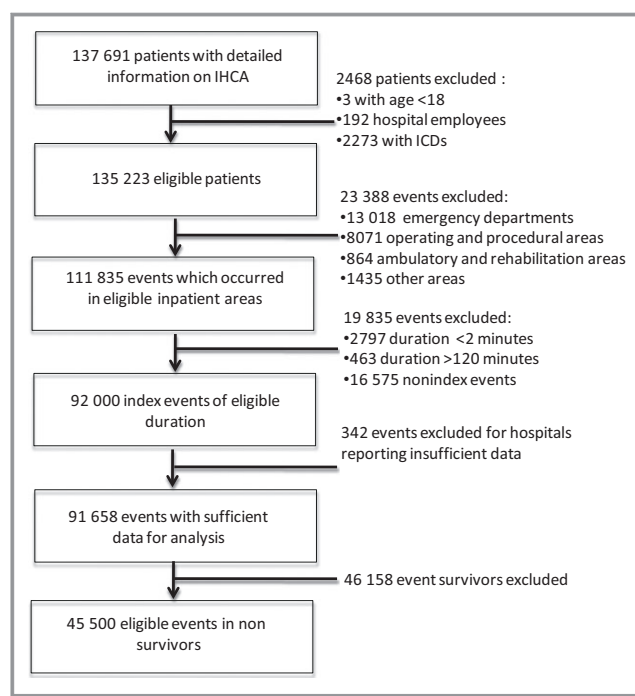 137 691 patients with detailed
information on IHCA
2468 patients excluded :
•3 with age <18
•192 hospital employees
•2273 with ICDs
135 223 eligible patients
23 388 events excluded:
•13 018 emergency departments
•8071 operating and procedural areas
•864 ambulatory and rehabilitation areas
•1435 other areas
111 835 events which occurred
in eligible inpatient areas
19 835 events excluded:
•2797 duration <2 minutes
•463 duration >120 minutes
•16 575 nonindex events
92 000 index events of eligible
duration
342 events excluded for hospitals
reporting insufficient data
91 658 events with sufficient
data for analysis
46 158 event survivors excluded
45 500 eligible events in non
survivors